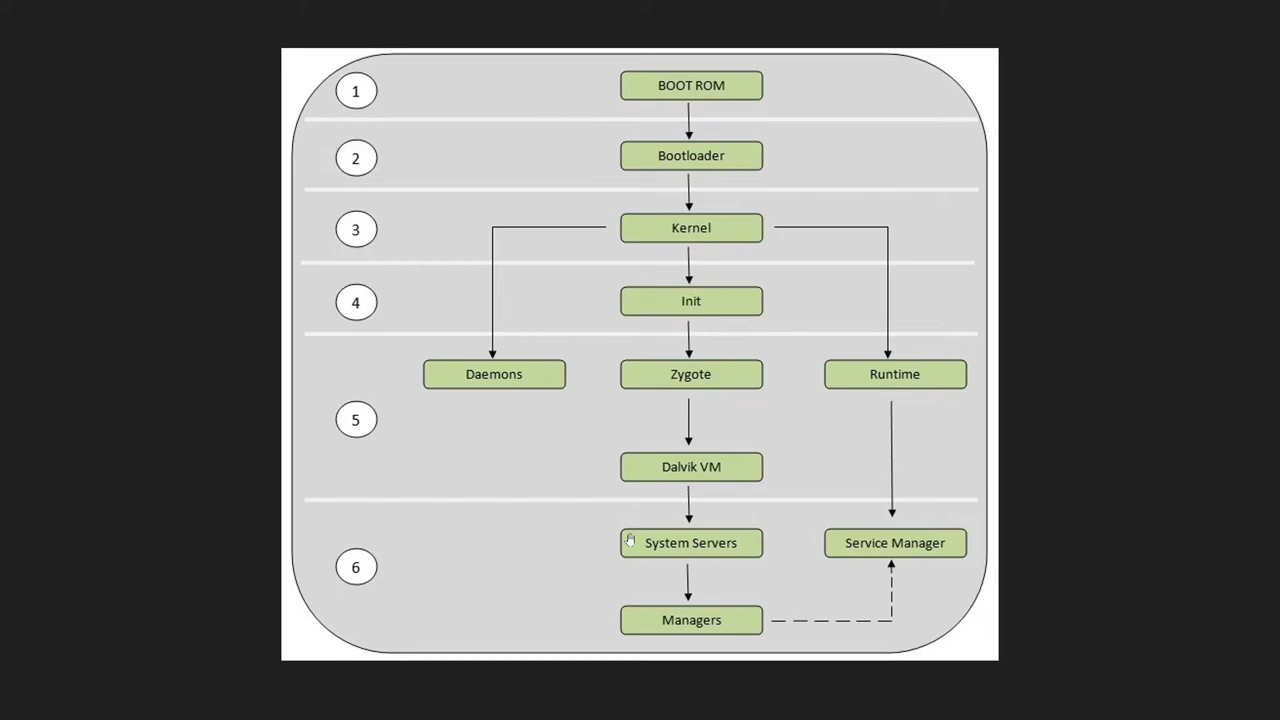 1
BOOT ROM
2
Bootloader
3
Kernel
4
Init
Daemons
Zygote
Runtime
5
Dalvik VM
System Servers
Service Manager
6
Managers